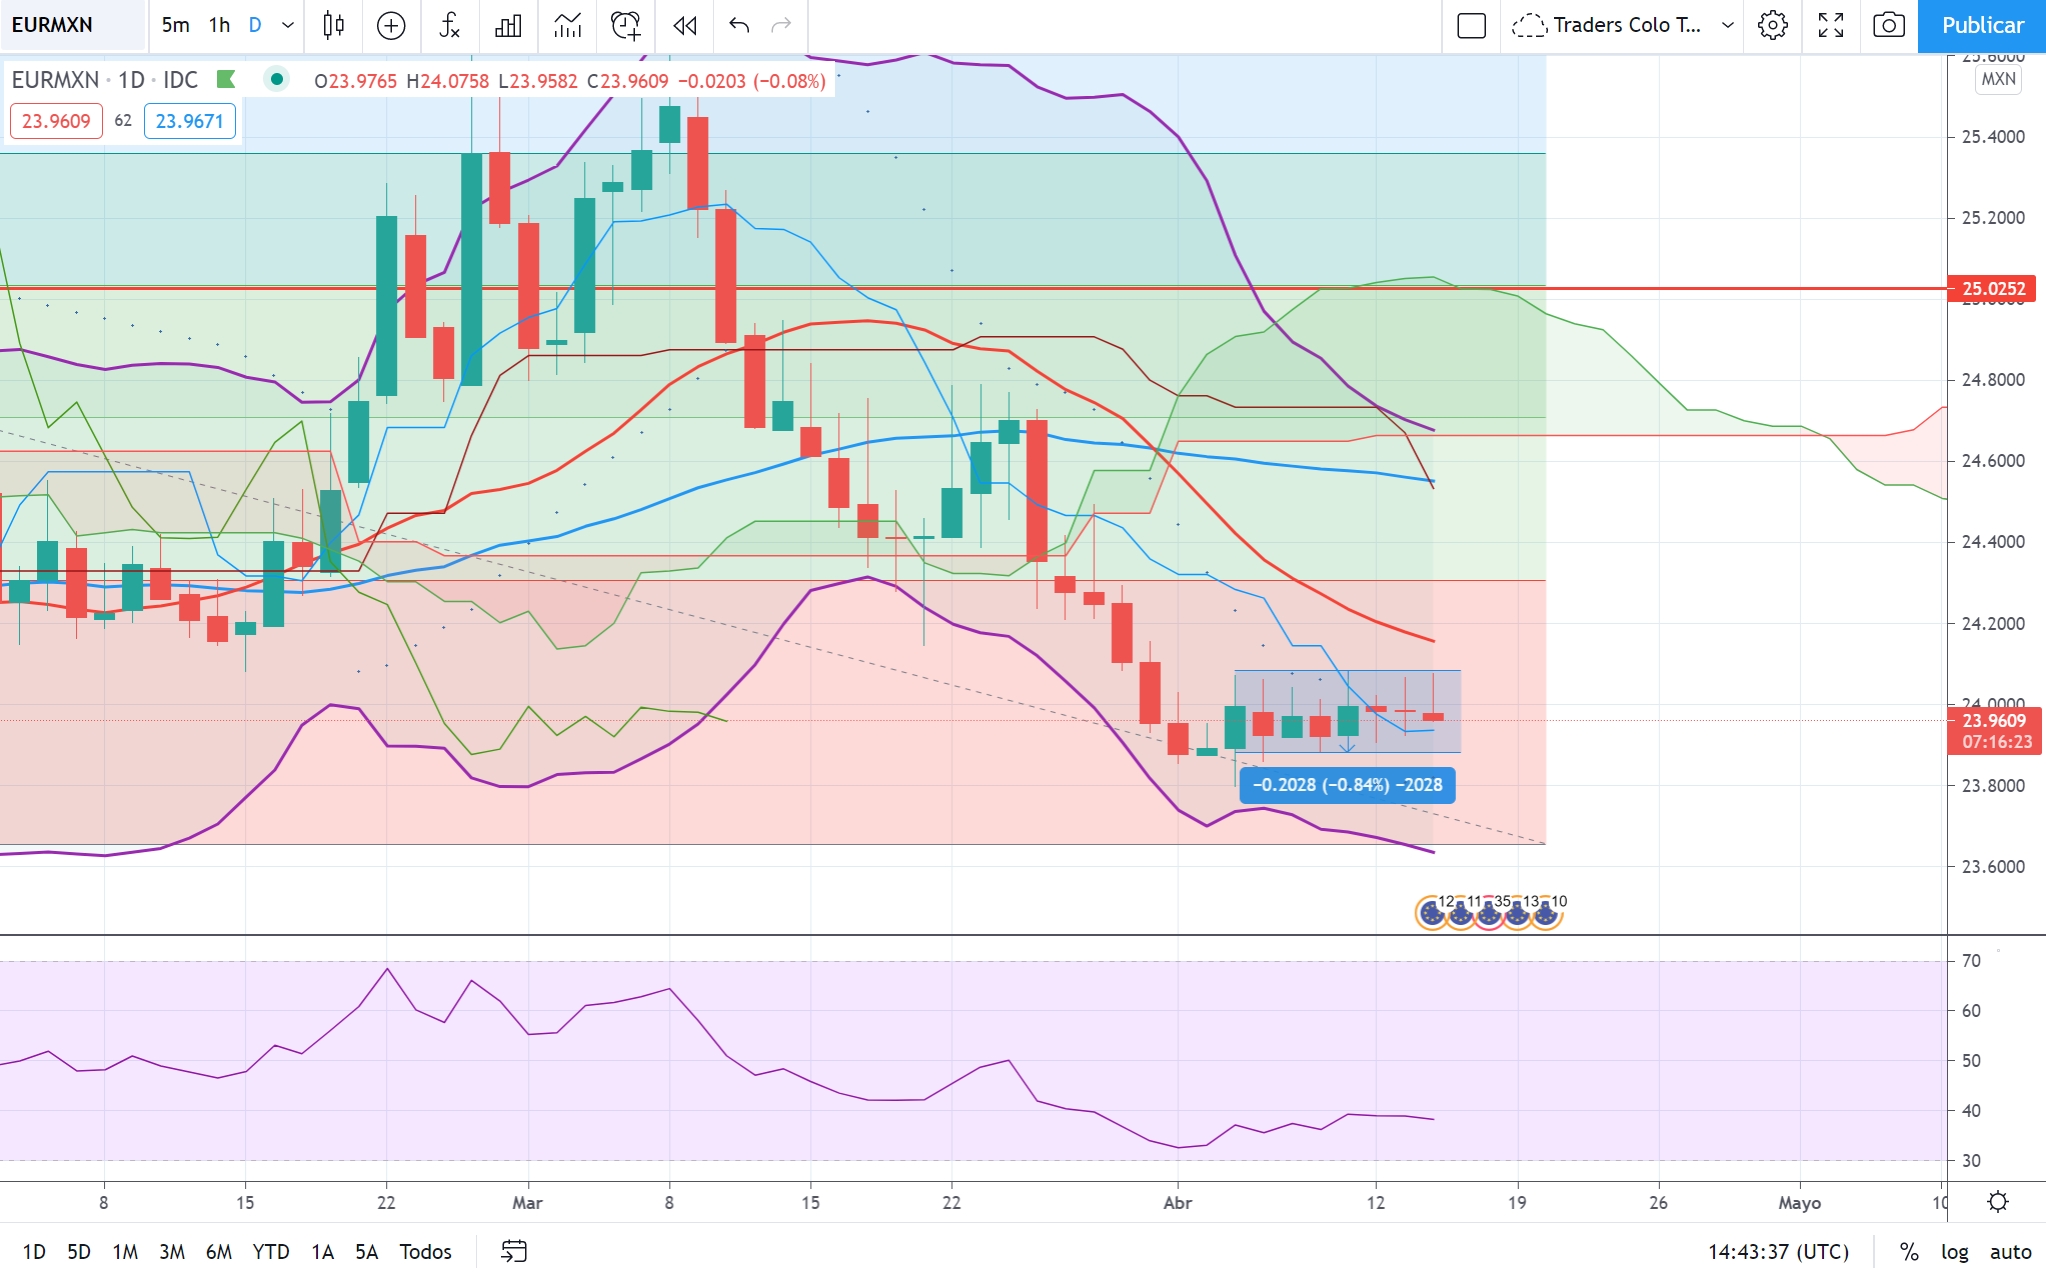 EURMXN 5m 1h D Traders Colo T... Publicar
EURMXN · 1D · IDC O23.9765 H24.0758 L23.9582 C23.9609 −0.0203 (−0.08%)
23.9609 62 23.9671
MXN
25.6000
25.4000
25.2000
25.0252
25.0000
24.8000
24.6000
24.4000
24.2000
24.0000
23.9609
07:16:23
−0.2028 (−0.84%) −2028
23.8000
23.6000
12 11 35 13 10
70
60
50
40
30
8 15 22 Mar 8 15 22 Abr 12 19 26 Mayo 10
1D 5D 1M 3M 6M YTD 1A 5A Todos 14:43:37 (UTC) % log auto